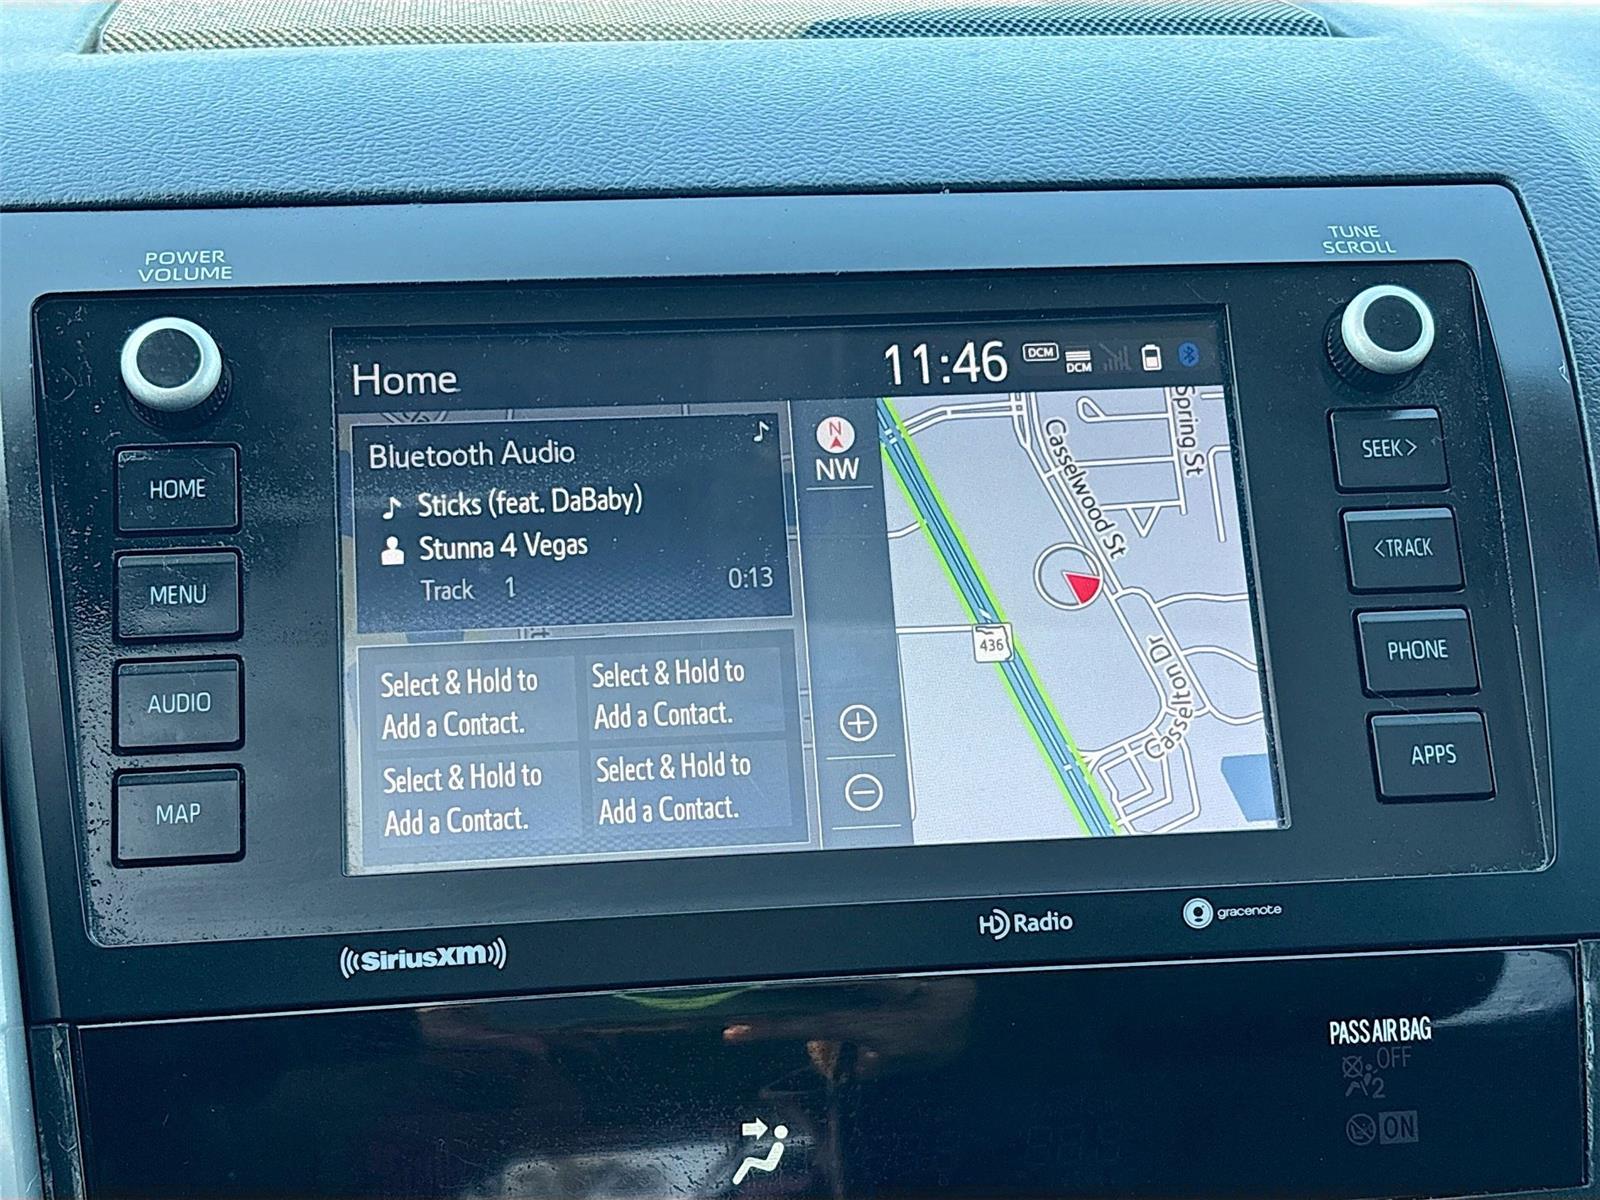 POWER
VOLUME
TUNE
SCROLL
Home
11:46
DCM
DCM
HOME
MENU
AUDIO
MAP
Bluetooth Audio
Sticks (feat. DaBaby)
Stunna 4 Vegas
Track 1
0:13
Select & Hold to
Add a Contact.
Select & Hold to
Add a Contact.
Select & Hold to
Add a Contact.
Select & Hold to
Add a Contact.
N
NW
Casselwood St
Spring St
436
Casselton Dr
SEEK>
<TRACK
PHONE
APPS
((SiriusXM))
HD Radio
gracenote
PASS AIR BAG
OFF
2
ON